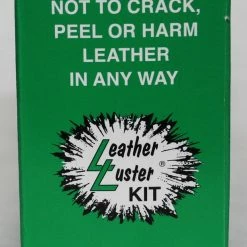 NOT TO CRACK,
PEEL OR HARM
LEATHER
IN ANY WAY
Leather
Luster®
KIT